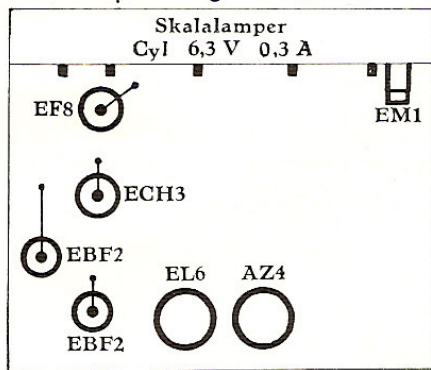 Skalalamper
Cyl 6,3 V 0,3 A
EF8
EM1
ECH3
EBF2
EL6 AZ4
EBF2